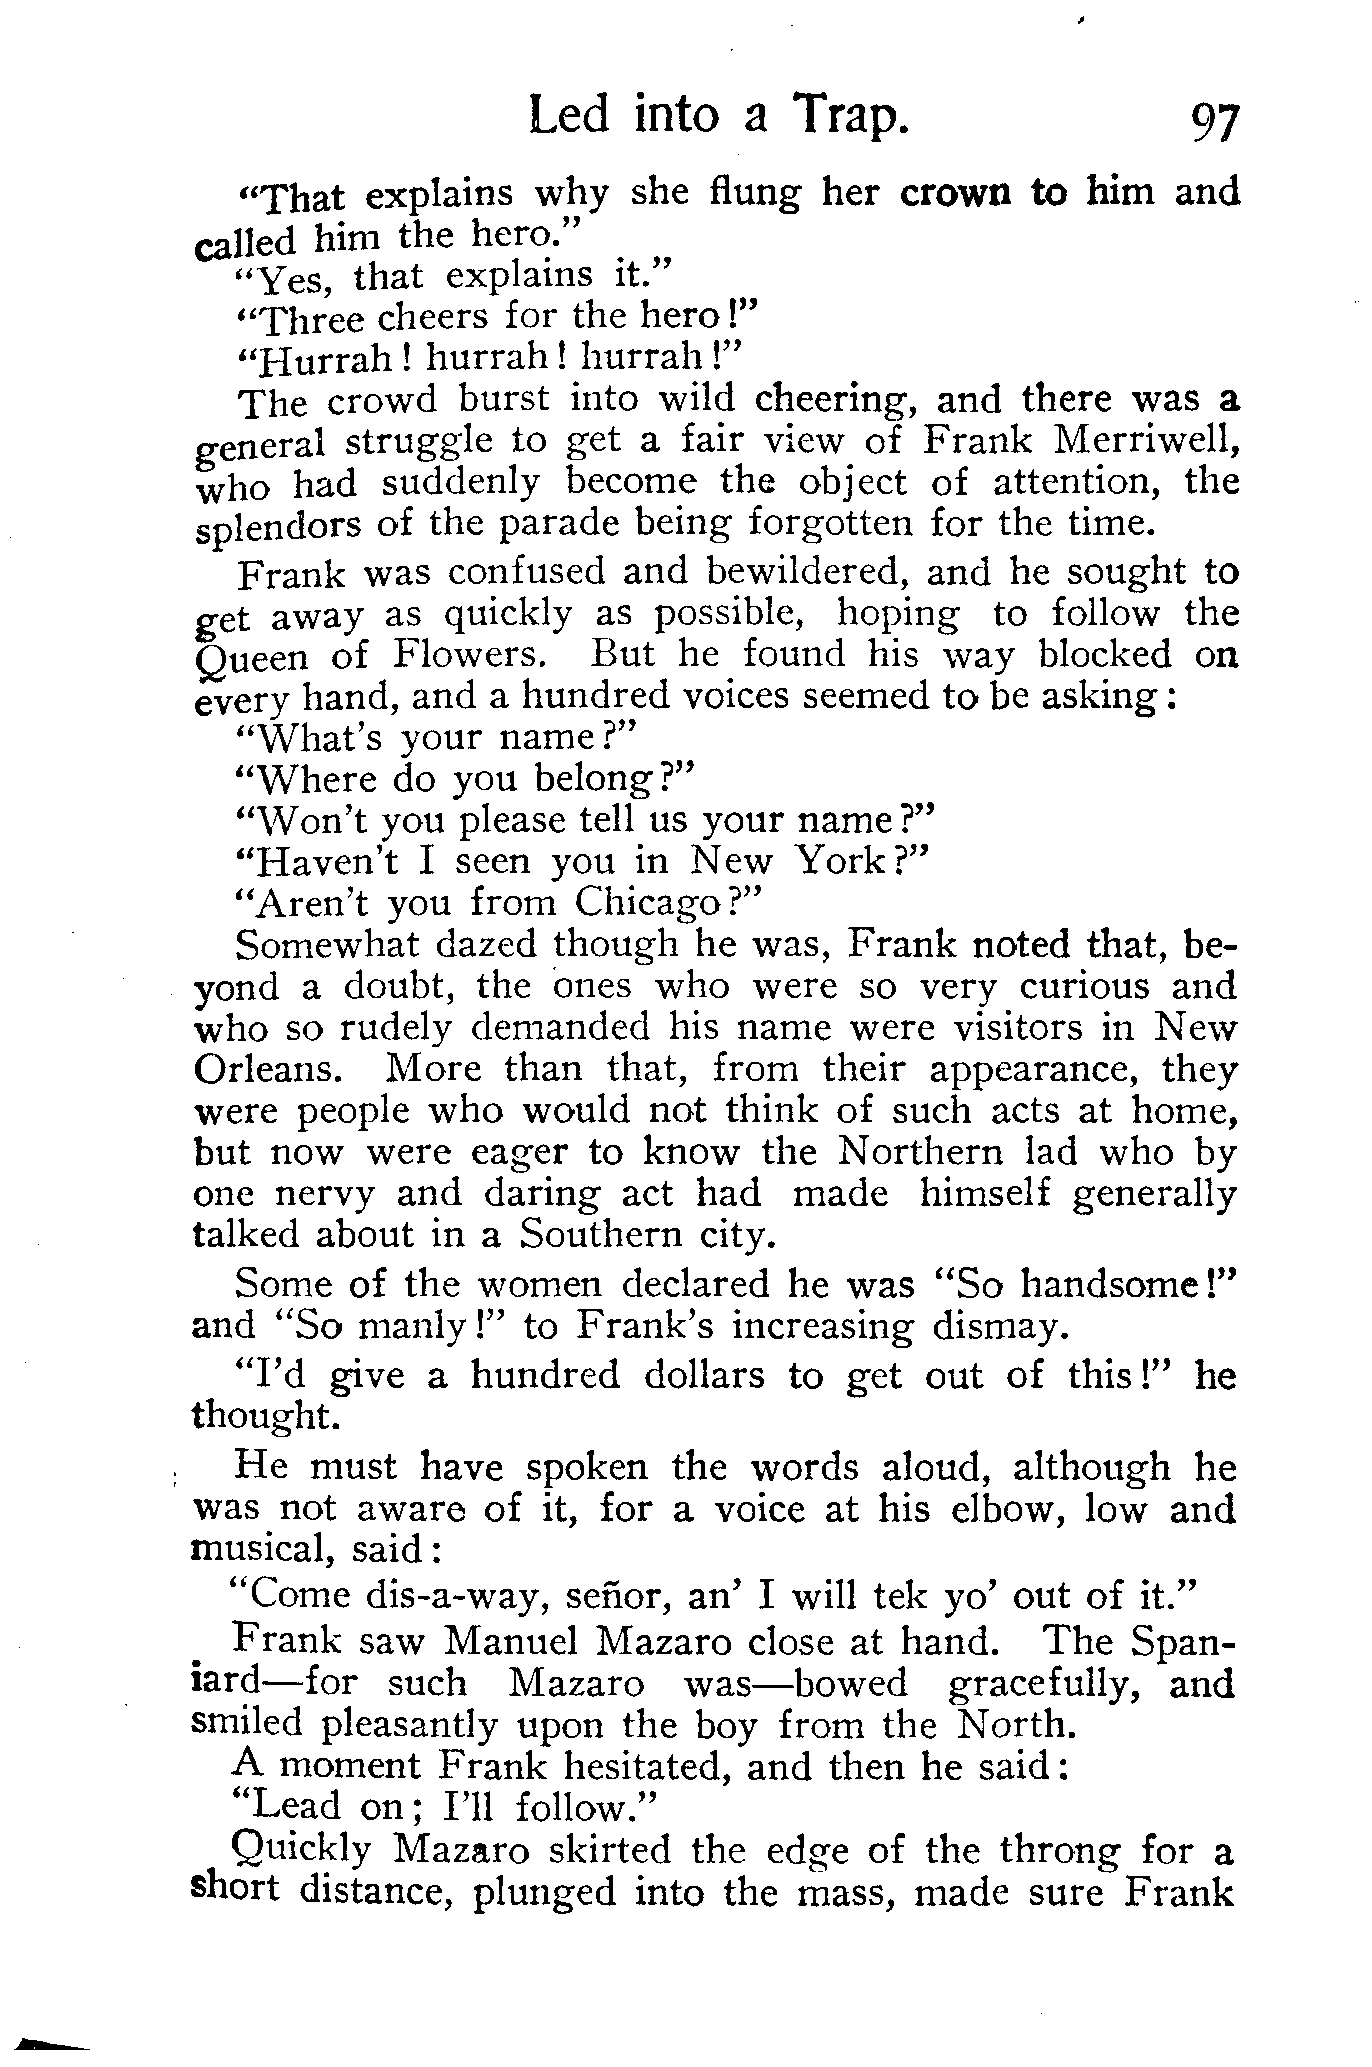 Led into a Trap. 97
“That explains why she flung her crown to him and
called him the hero.”
“Yes, that explains it.”
“Three cheers for the hero!”
“Hurrah! hurrah! hurrah!”
The crowd burst into wild cheering, and there was a
general struggle to get a fair view of Frank Merriwell,
who had suddenly become the object of attention, the
splendors of the parade being forgotten for the time.
Frank was confused and bewildered, and he sought to
get away as quickly as possible, hoping to follow the
Queen of Flowers. But he found his way blocked on
every hand, and a hundred voices seemed to be asking:
“What's your name?”
“Where do you belong?”
“Won't you please tell us your name?”
“Haven't I seen you in New York?”
“Aren't you from Chicago?”
Somewhat dazed though he was, Frank noted that, be-
yond a doubt, the ones who were so very curious and
who so rudely demanded his name were visitors in New
Orleans. More than that, from their appearance, they
were people who would not think of such acts at home,
but now were eager to know the Northern lad who by
one nervy and daring act had made himself generally
talked about in a Southern city.
Some of the women declared he was “So handsome!”
and “So manly!” to Frank's increasing dismay.
“I'd give a hundred dollars to get out of this!” he
thought.
He must have spoken the words aloud, although he
was not aware of it, for a voice at his elbow, low and
musical, said:
“Come dis-a-way, señor, an’ I will tek yo’ out of it.”
Frank saw Manuel Mazaro close at hand. The Span-
iard—for such Mazaro was—bowed gracefully, and
smiled pleasantly upon the boy from the North.
A moment Frank hesitated, and then he said:
“Lead on; I'll follow.”
Quickly Mazaro skirted the edge of the throng for a
short distance, plunged into the mass, made sure Frank